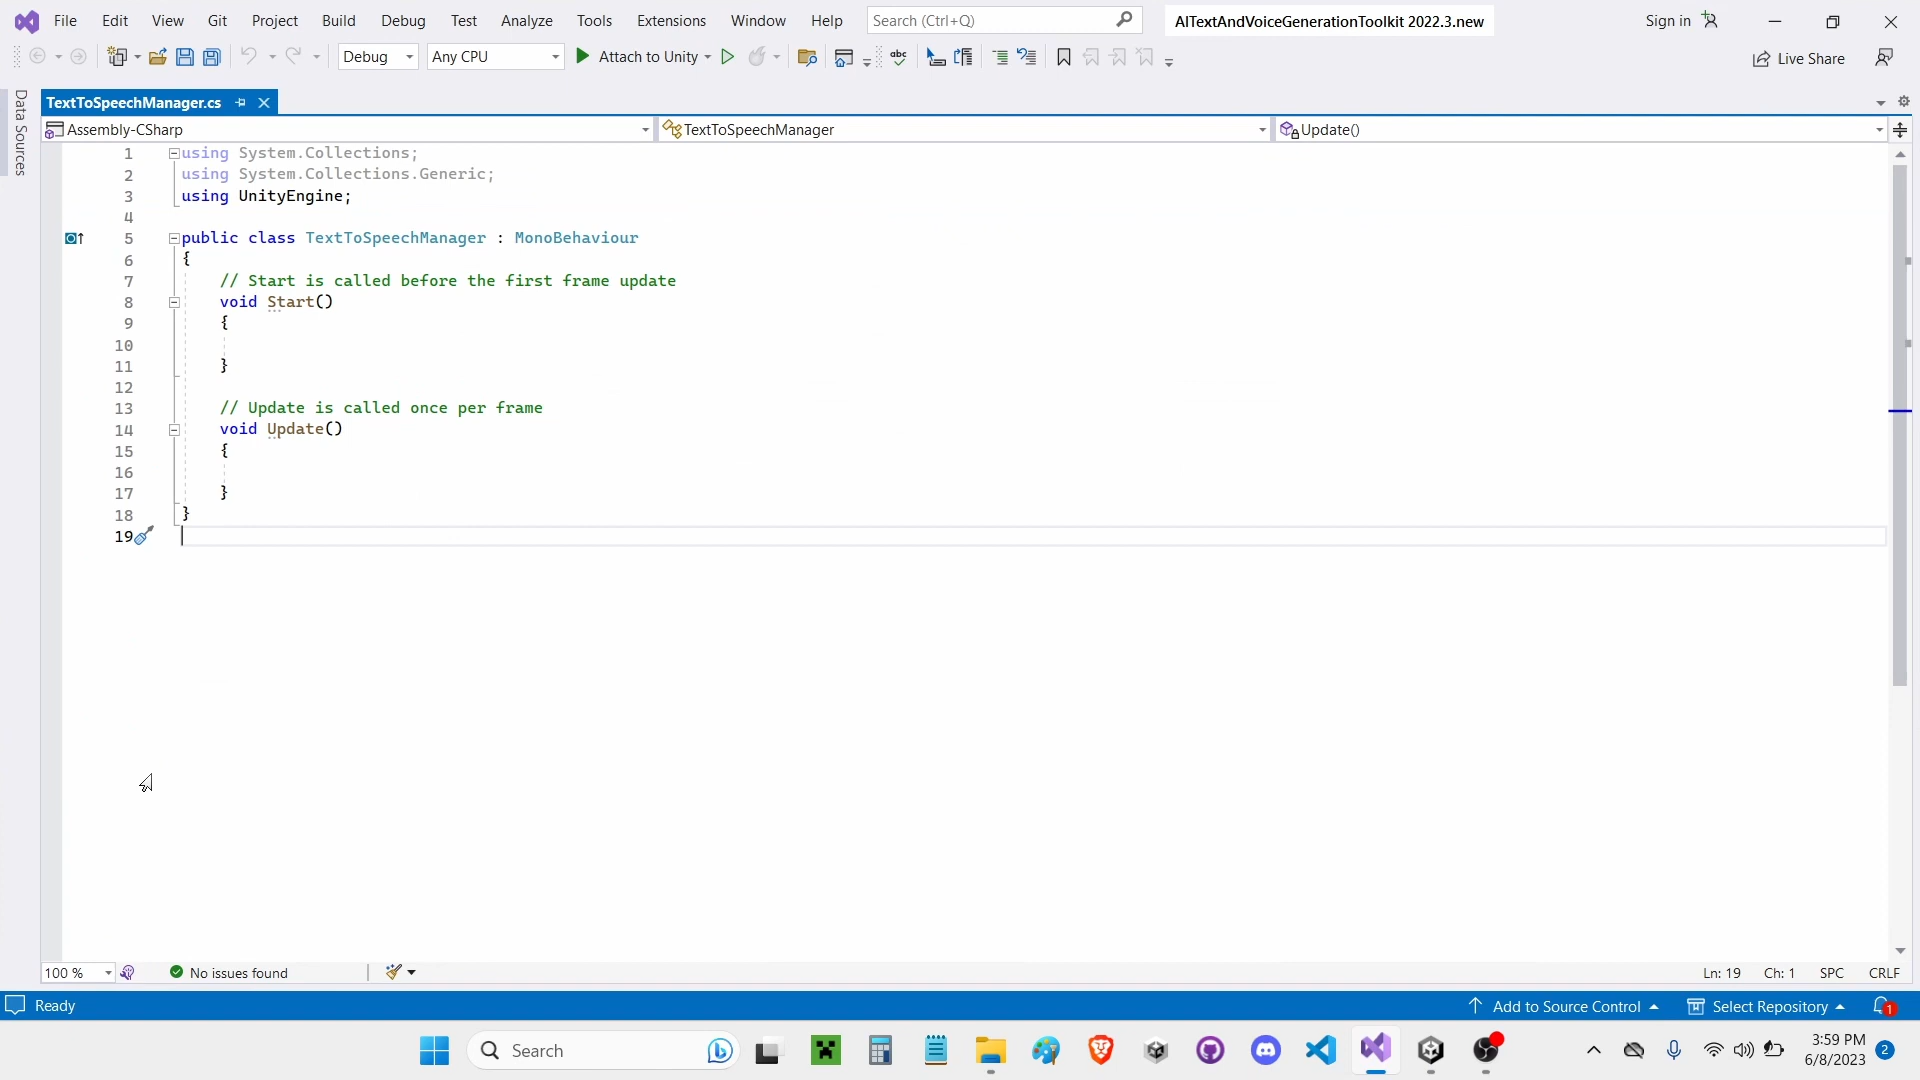 File Edit View Git Project Build Debug Test Analyze Tools Extensions Window Help Search (Ctrl+Q) AITextAndVoiceGenerationToolkit 2022.3.new Sign in
Debug Any CPU Attach to Unity abc Live Share
Data Sources
TextToSpeechManager.cs
Assembly-CSharp TextToSpeechManager Update()
1 using System.Collections;
2 using System.Collections.Generic;
3 using UnityEngine;
4
5 public class TextToSpeechManager : MonoBehaviour
6 {
7 // Start is called before the first frame update
8 void Start()
9 {
10
11 }
12
13 // Update is called once per frame
14 void Update()
15 {
16
17 }
18 }
19
100 % No issues found Ln: 19 Ch: 1 SPC CRLF
Ready Add to Source Control Select Repository 1
Search 3:59 PM
6/8/2023 2